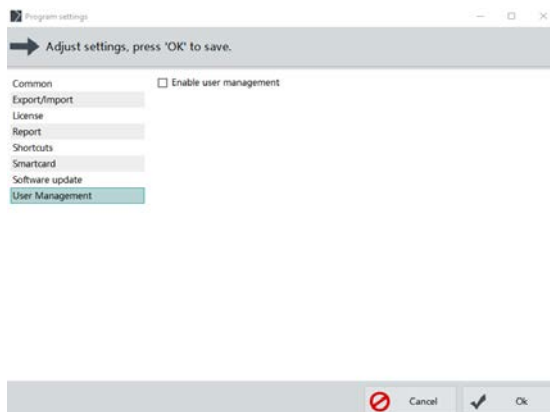 Program settings
Adjust settings, press 'OK' to save.
Common
Export/Import
License
Report
Shortcuts
Smartcard
Software update
User Management
Enable user management
Cancel
Ok